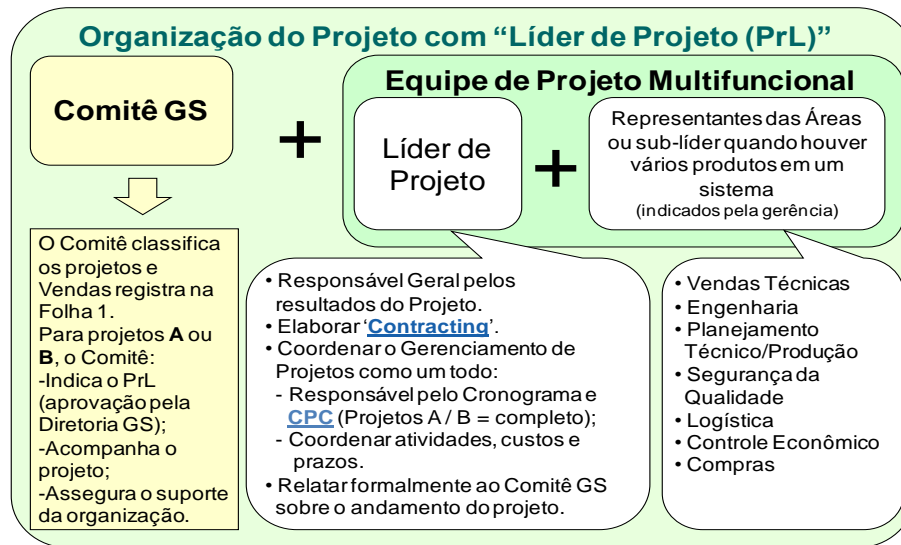 Organização do Projeto com “Líder de Projeto (PrL)”
Comitê GS
+
Equipe de Projeto Multifuncional
Líder de
Projeto
+
Representantes das Áreas
ou sub-líder quando houver
vários produtos em um
sistema
(indicados pela gerência)
O Comitê classifica
os projetos e
Vendas registra na
Folha 1.
Para projetos A ou
B, o Comitê:
-Indica o PrL
(aprovação pela
Diretoria GS);
-Acompanha o
projeto;
-Assegura o suporte
da organização.
• Responsável Geral pelos
resultados do Projeto.
• Elaborar ‘Contracting’.
• Coordenar o Gerenciamento de
Projetos como um todo:
- Responsável pelo Cronograma e
CPC (Projetos A / B = completo);
- Coordenar atividades, custos e
prazos.
• Relatar formalmente ao Comitê GS
sobre o andamento do projeto.
• Vendas Técnicas
• Engenharia
• Planejamento
Técnico/Produção
• Segurança da
Qualidade
• Logística
• Controle Econômico
• Compras